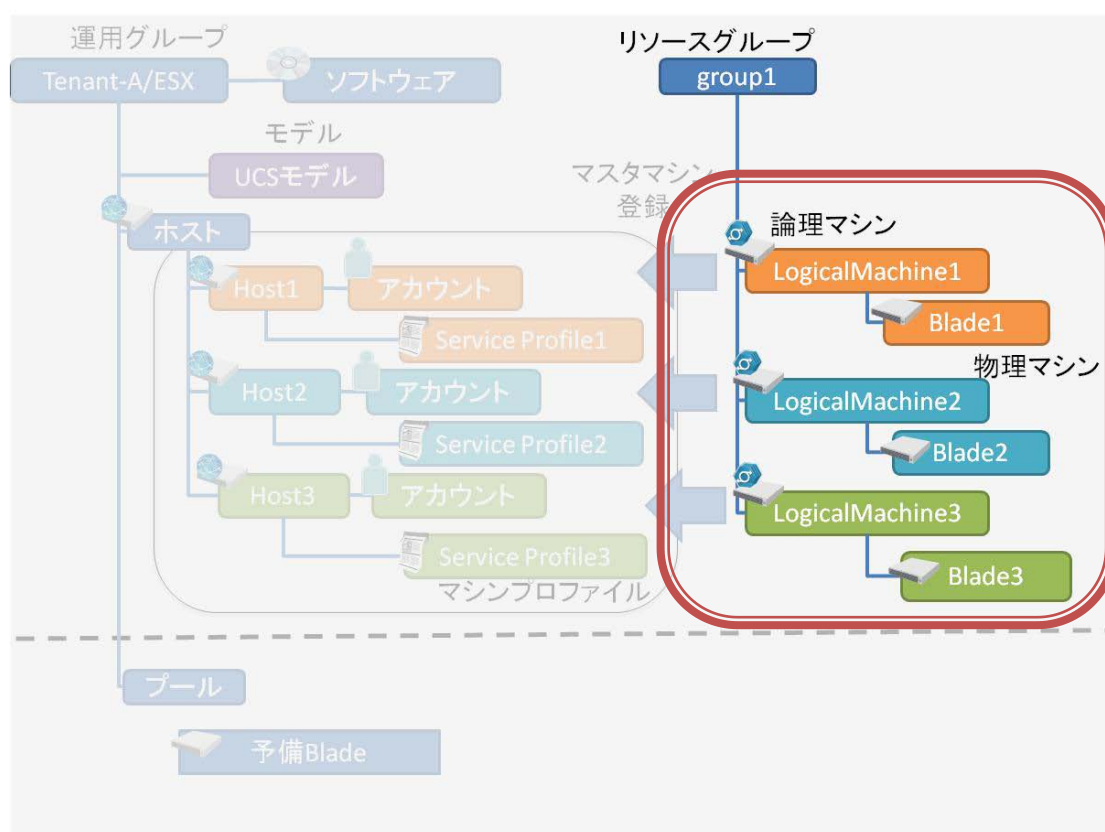 運用グループ
Tenant-A/ESX
ソフトウェア
モデル
UCSモデル
ホスト
Host1
アカウント
Service Profile1
Host2
アカウント
Service Profile2
Host3
アカウント
Service Profile3
マシンプロファイル
プール
予備Blade
マスタマシン
登録
リソースグループ
group1
論理マシン
LogicalMachine1
Blade1
物理マシン
LogicalMachine2
Blade2
LogicalMachine3
Blade3